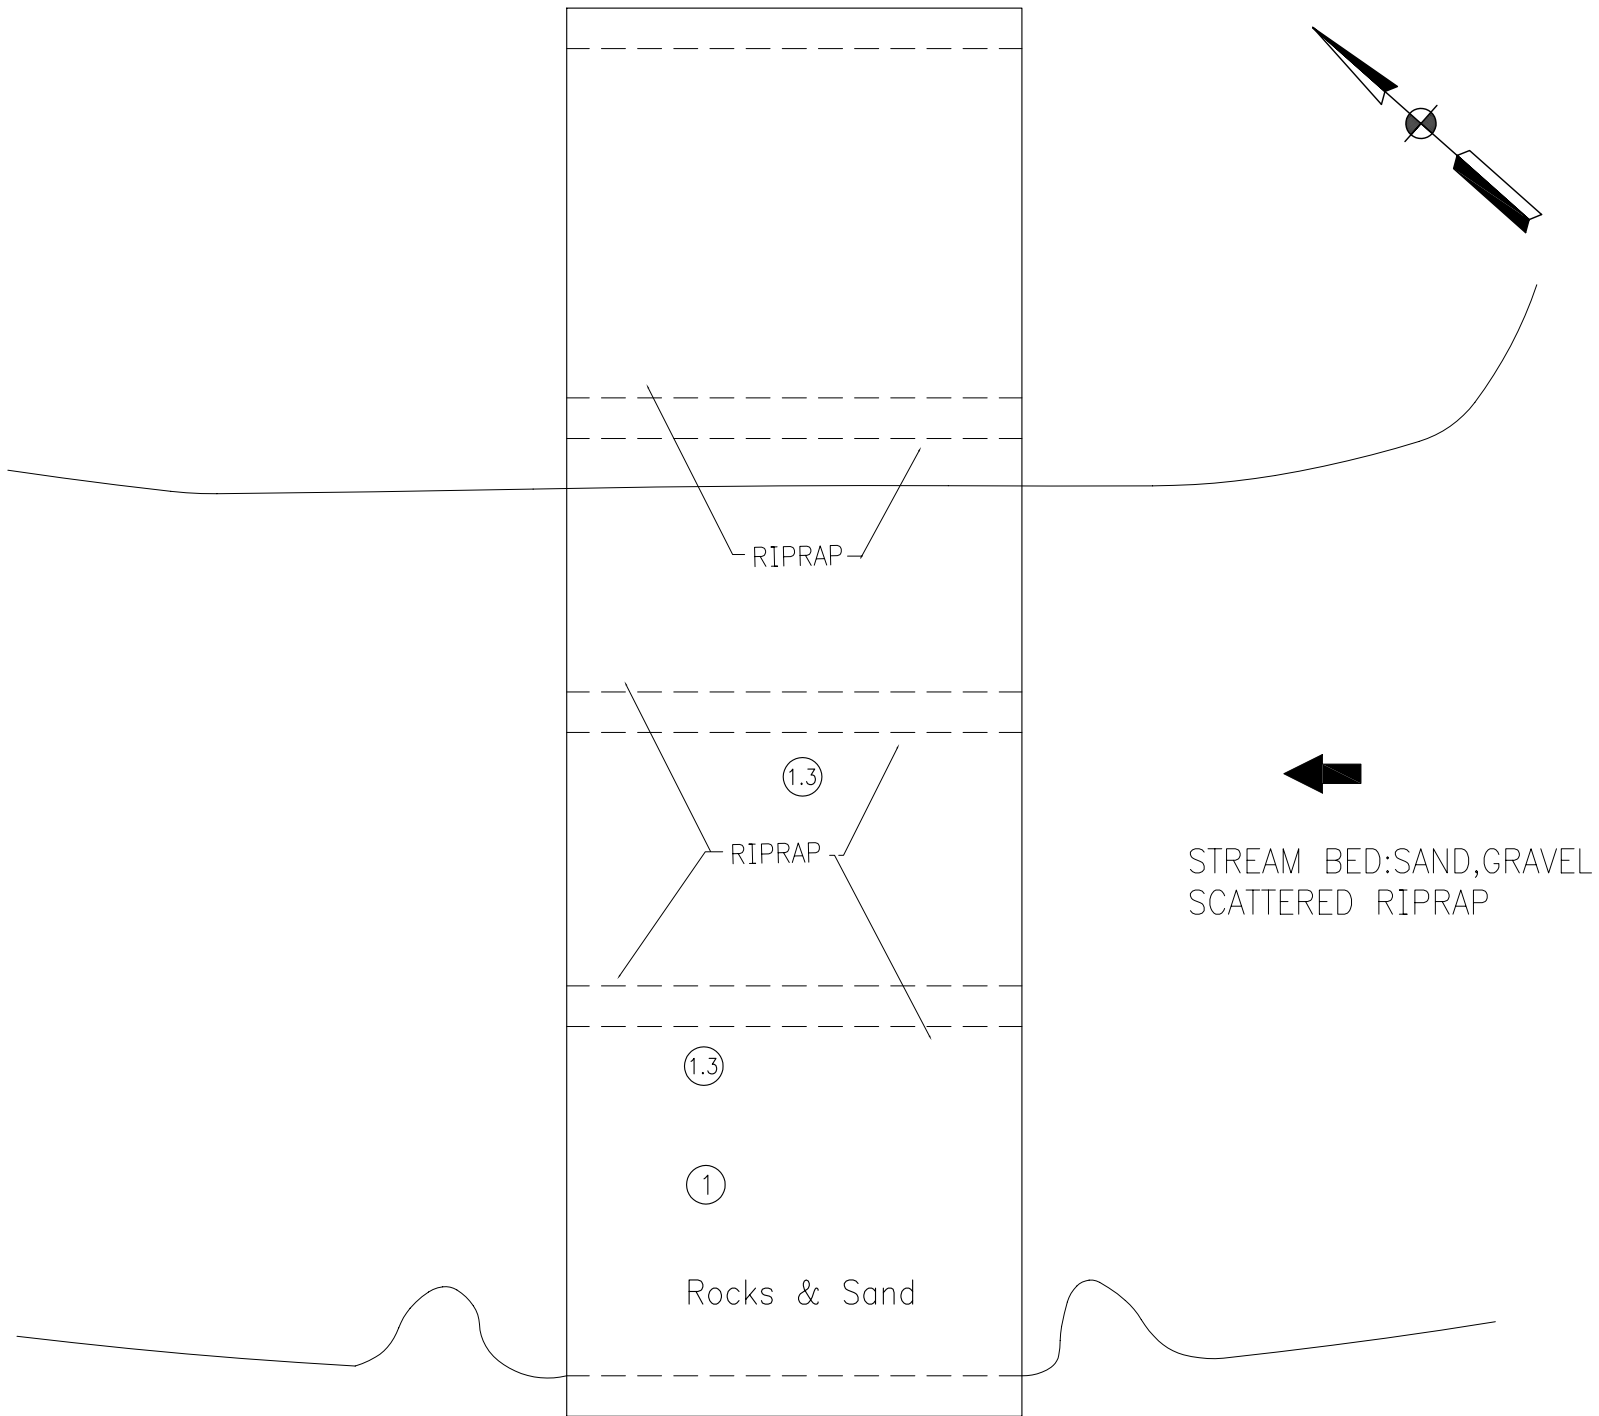 RIPRAP
1.3
RIPRAP
STREAM BED:SAND,GRAVEL
SCATTERED RIPRAP
1.3
1
Rocks & Sand